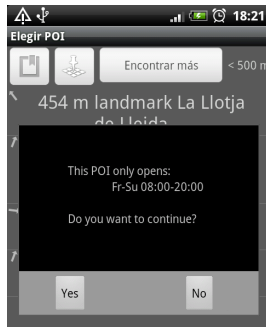 18:21
Elegir POI
Encontrar más
< 500 m
454 m landmark La Llotja
de Lleida
This POI only opens:
Fr-Su 08:00-20:00
Do you want to continue?
Yes
No